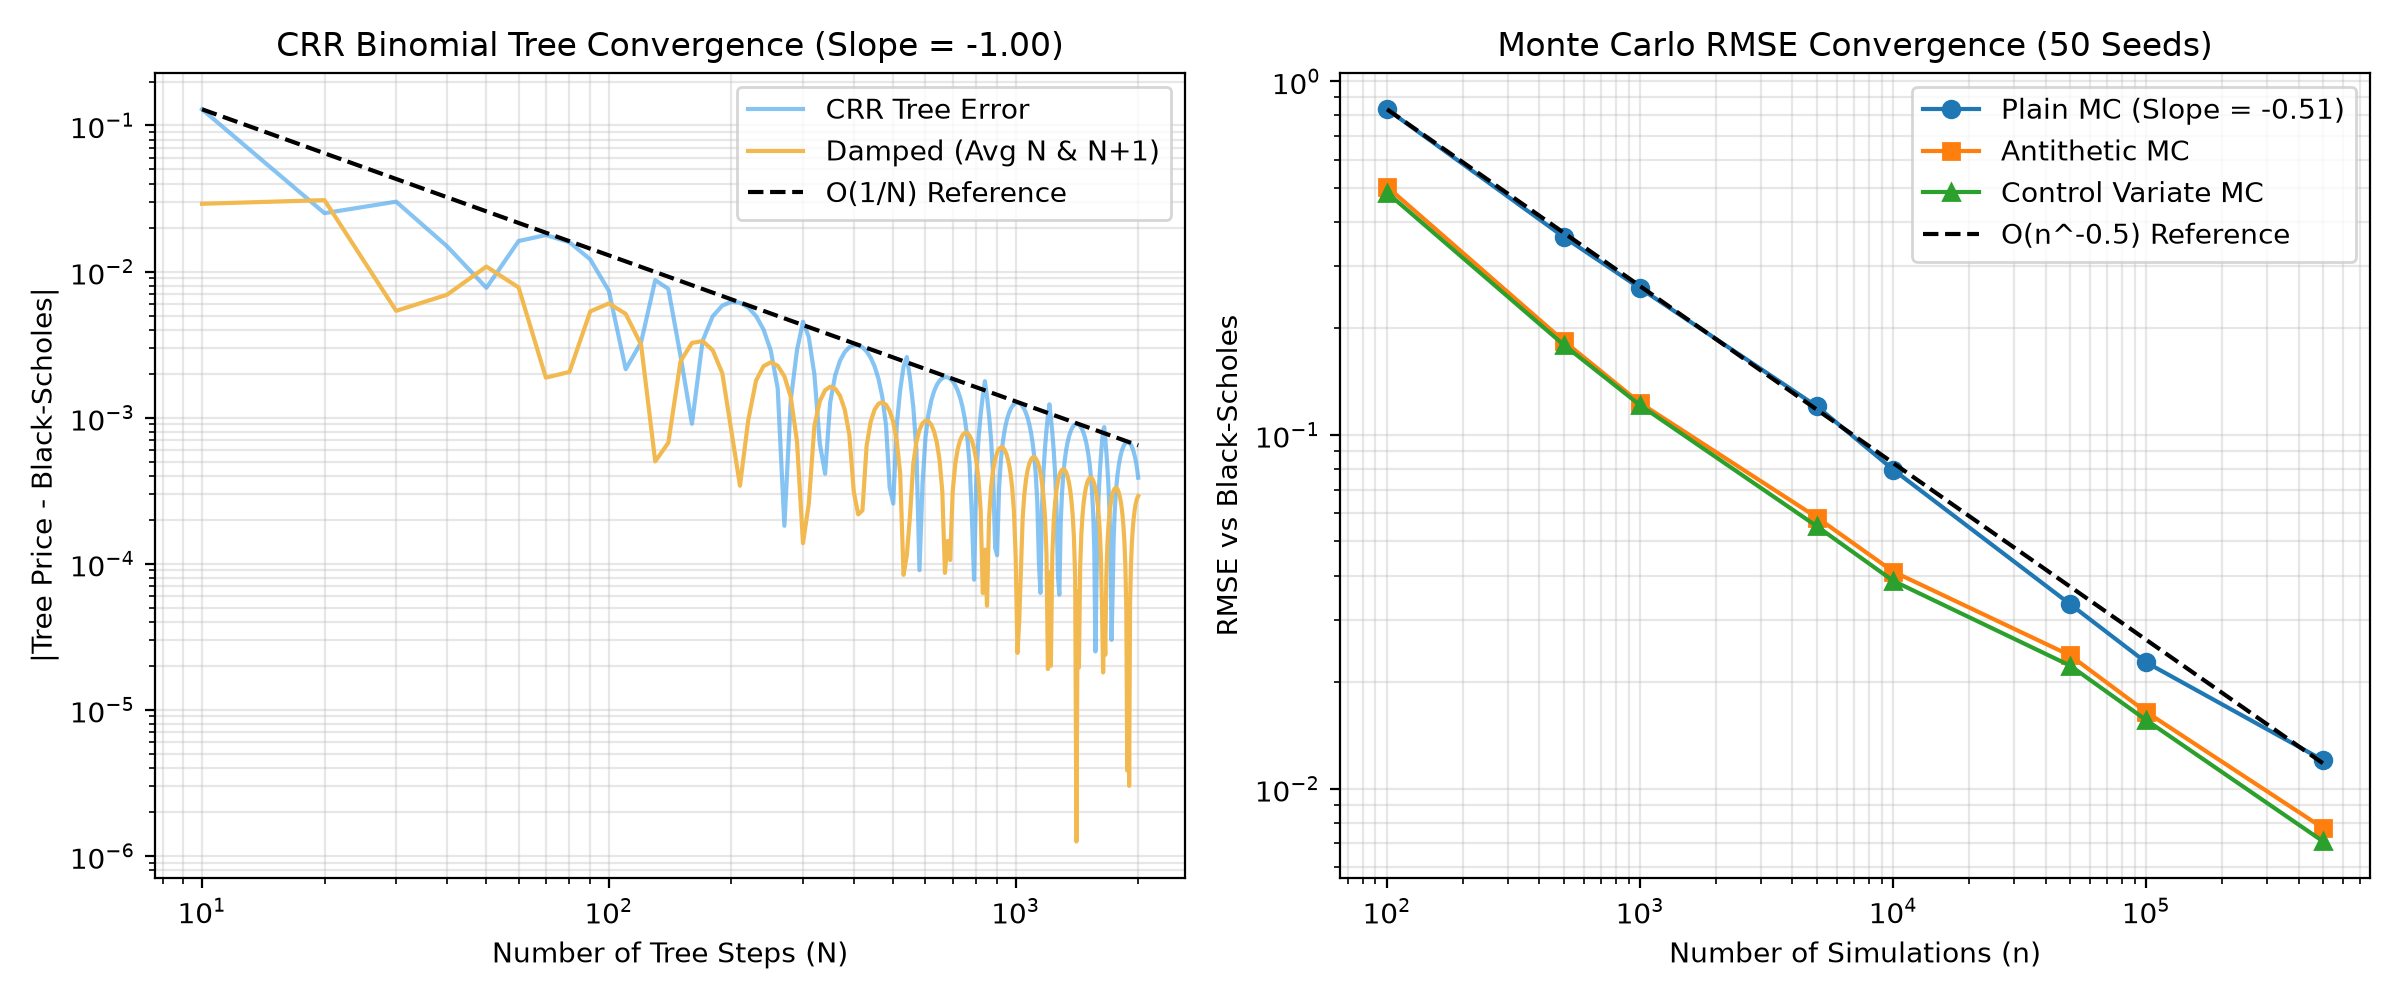 CRR Binomial Tree Convergence (Slope = -1.00)
|Tree Price - Black-Scholes|
10⁻¹
10⁻²
10⁻³
10⁻⁴
10⁻⁵
10⁻⁶
CRR Tree Error
Damped (Avg N & N+1)
O(1/N) Reference
10¹ 10² 10³
Number of Tree Steps (N)
Monte Carlo RMSE Convergence (50 Seeds)
RMSE vs Black-Scholes
10⁰
10⁻¹
10⁻²
Plain MC (Slope = -0.51)
Antithetic MC
Control Variate MC
O(n^-0.5) Reference
10² 10³ 10⁴ 10⁵
Number of Simulations (n)